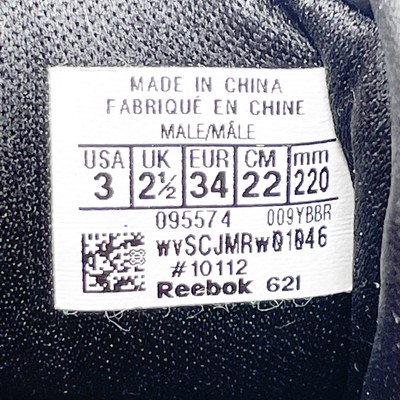 MADE IN CHINA
FABRIQUÉ EN CHINE
MALE/MÂLE
USA UK EUR CM mm
3 2½ 34 22 220
095574 009YBBR
wvSCJMRw01046
#10112
Reebok 621